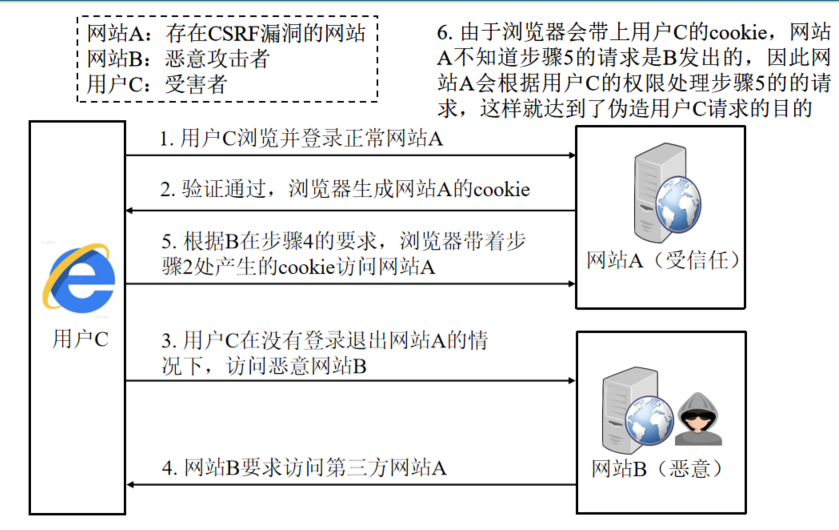 网站A：存在CSRF漏洞的网站
网站B：恶意攻击者
用户C：受害者
6. 由于浏览器会带上用户C的cookie，网站
A不知道步骤5的请求是B发出的，因此网
站A会根据用户C的权限处理步骤5的的请
求，这样就达到了伪造用户C请求的目的
1. 用户C浏览并登录正常网站A
2. 验证通过，浏览器生成网站A的cookie
5. 根据B在步骤4的要求，浏览器带着步
骤2处产生的cookie访问网站A
网站A（受信任）
用户C
3. 用户C在没有登录退出网站A的情
况下，访问恶意网站B
4. 网站B要求访问第三方网站A
网站B（恶意）